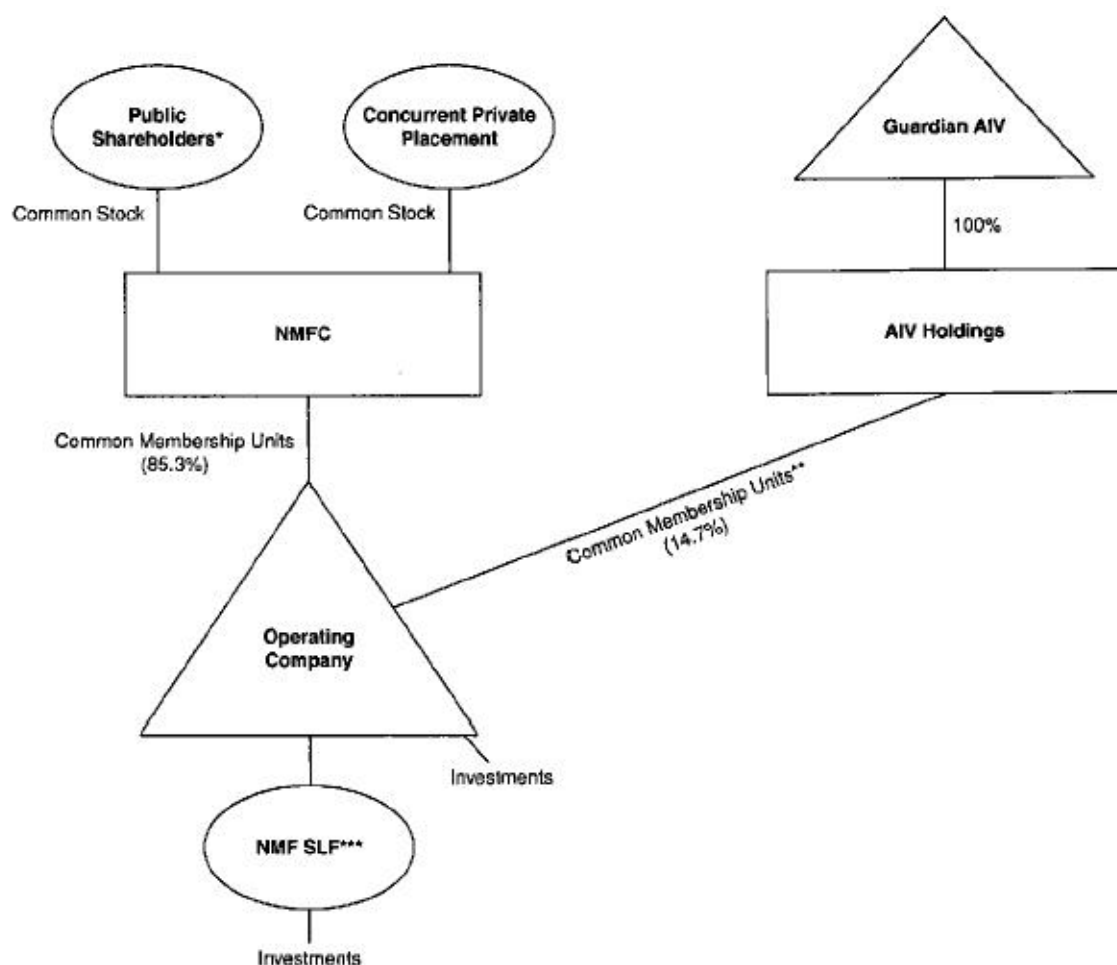 Public
Shareholders*
Concurrent Private
Placement
Guardian AIV
Common Stock
Common Stock
100%
NMFC
AIV Holdings
Common Membership Units
(85.3%)
Common Membership Units**
(14.7%)
Operating
Company
Investments
NMF SLF***
Investments